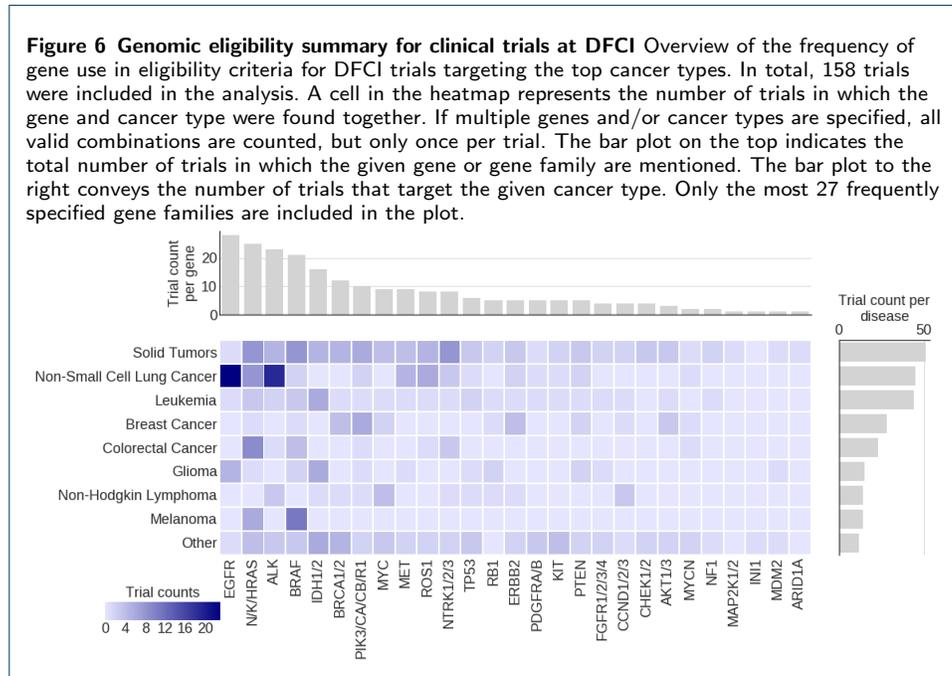 Figure 6 Genomic eligibility summary for clinical trials at DFCI Overview of the frequency of
gene use in eligibility criteria for DFCI trials targeting the top cancer types. In total, 158 trials
were included in the analysis. A cell in the heatmap represents the number of trials in which the
gene and cancer type were found together. If multiple genes and/or cancer types are specified, all
valid combinations are counted, but only once per trial. The bar plot on the top indicates the
total number of trials in which the given gene or gene family are mentioned. The bar plot to the
right conveys the number of trials that target the given cancer type. Only the most 27 frequently
specified gene families are included in the plot.
Trial count
per gene
20
10
0
Trial count per
disease
0 50
Solid Tumors
Non-Small Cell Lung Cancer
Leukemia
Breast Cancer
Colorectal Cancer
Glioma
Non-Hodgkin Lymphoma
Melanoma
Other
EGFR
N/K/HRAS
ALK
BRAF
IDH1/2
BRCA1/2
PIK3/CA/CB/R1
MYC
MET
ROS1
NTRK1/2/3
TP53
RB1
ERBB2
PDGFRA/B
KIT
PTEN
FGFR1/2/3/4
CCND1/2/3
CHEK1/2
AKT1/3
MYCN
NF1
MAP2K1/2
INI1
MDM2
ARID1A
Trial counts
0 4 8 12 16 20